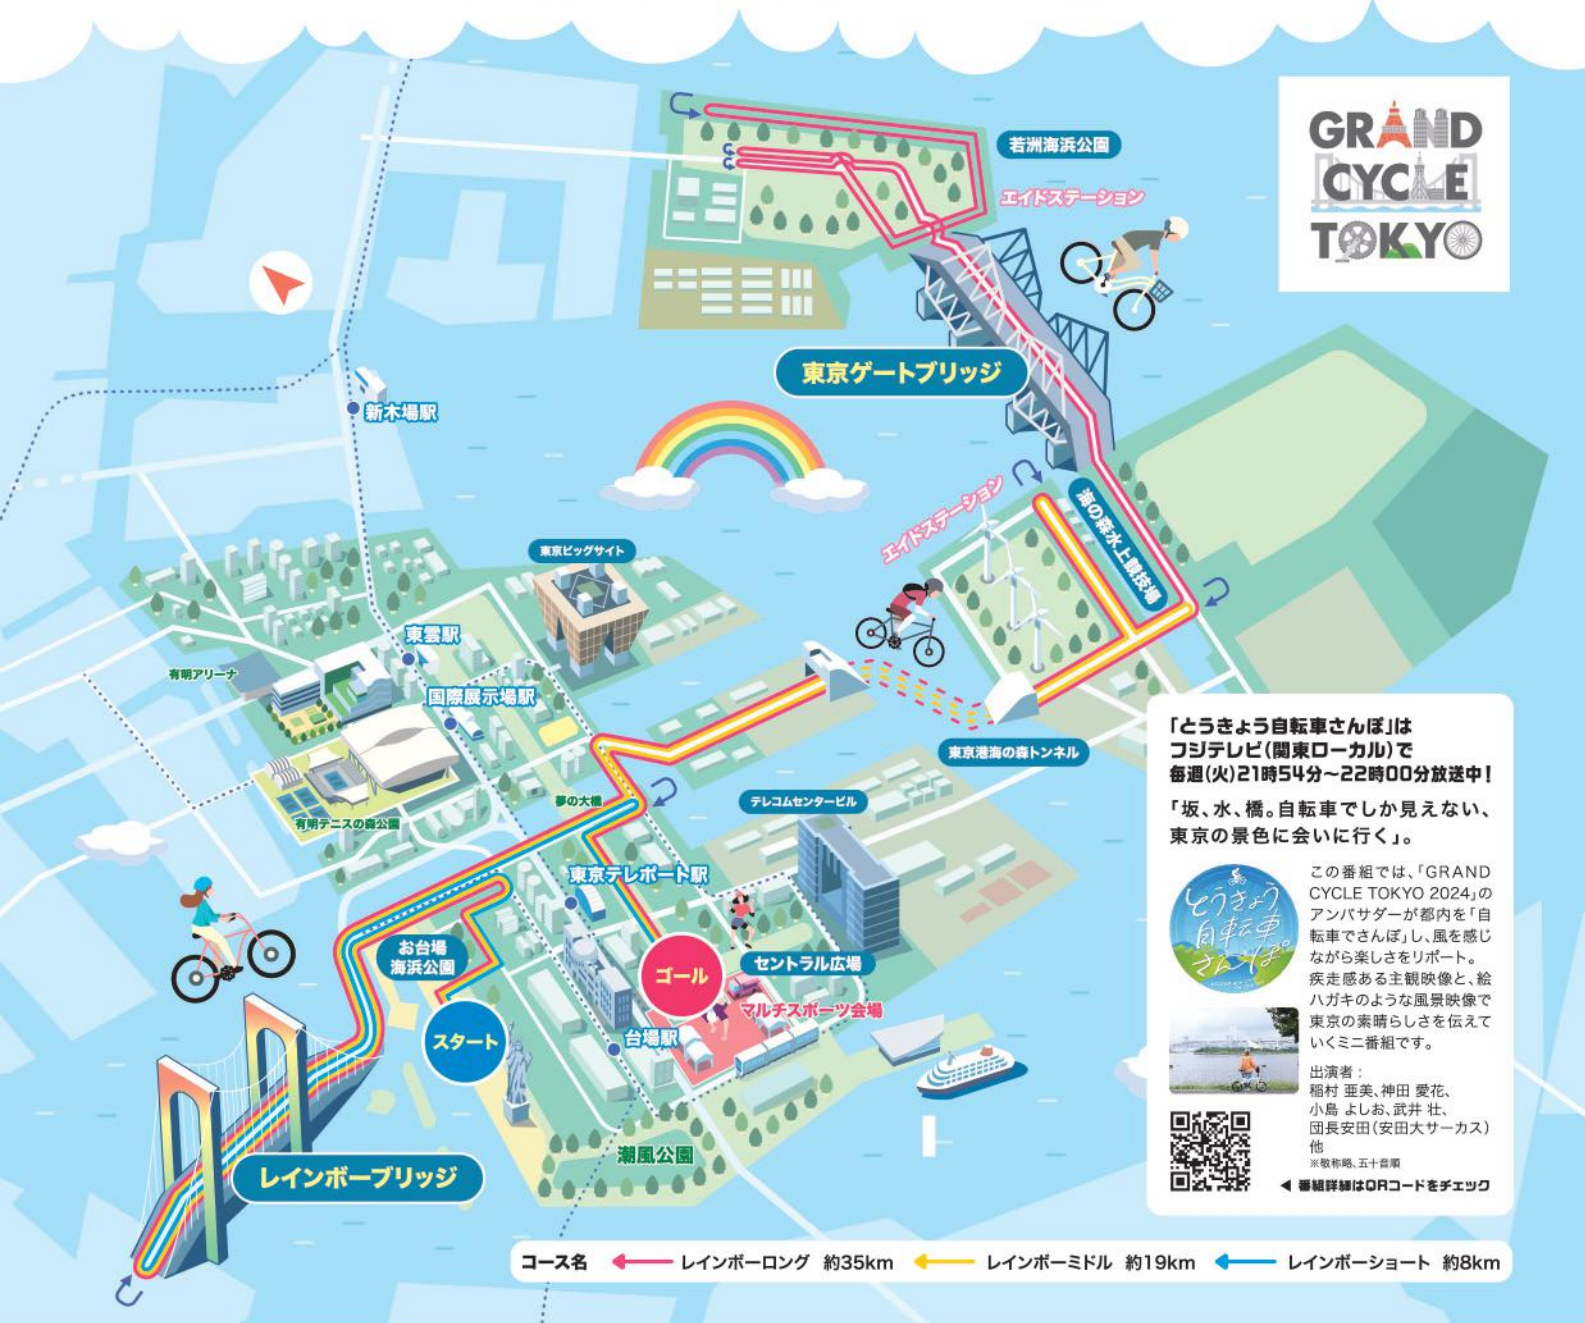 GRAND
CYCLE
TOKYO
若洲海浜公園
エイドステーション
東京ゲートブリッジ
新木場駅
エイドステーション
海の森水上競技場
東京ビッグサイト
東雲駅
有明アリーナ
国際展示場駅
東京港海の森トンネル
夢の大橋
テレコムセンタービル
有明テニスの森公園
東京テレポート駅
お台場
海浜公園
ゴール
セントラル広場
マルチスポーツ会場
スタート
台場駅
潮風公園
レインボーブリッジ
「とうきょう自転車さんぽ」は
フジテレビ(関東ローカル)で
毎週(火)21時54分〜22時00分放送中!
「坂、水、橋。自転車でしか見えない、
東京の景色に会いに行く」。
とうきょう
自転車
さんぽ
この番組では、「GRAND
CYCLE TOKYO 2024」の
アンバサダーが都内を「自
転車でさんぽ」し、風を感じ
ながら楽しさをリポート。
疾走感ある主観映像と、絵
ハガキのような風景映像で
東京の素晴らしさを伝えて
いくミニ番組です。
出演者:
稲村 亜美、神田 愛花、
小島 よしお、武井 壮、
団長安田(安田大サーカス)
他
※敬称略、五十音順
◀ 番組詳細はQRコードをチェック
コース名 レインボーロング 約35km レインボーミドル 約19km レインボーショート 約8km